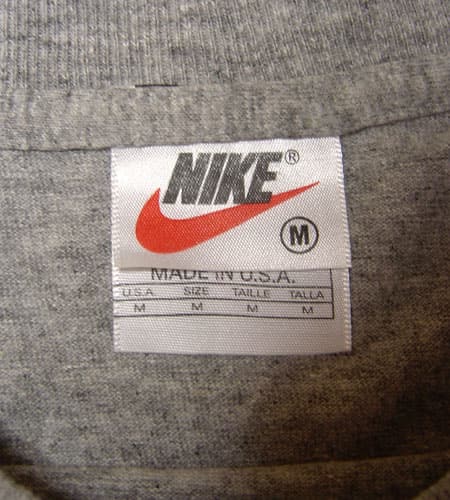 NIKE®
M
MADE IN U.S.A.
U.S.A. SIZE TAILLE TALLA
M M M M